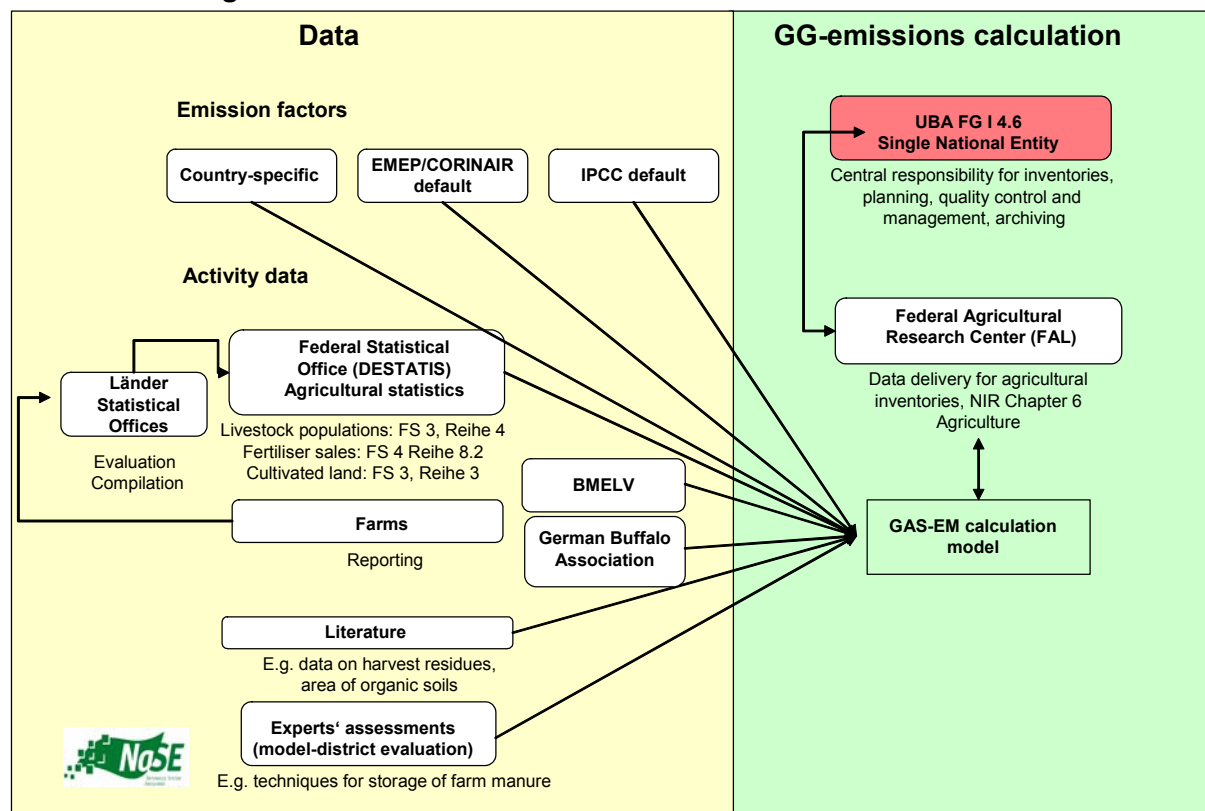 Data
GG-emissions calculation
Emission factors
Country-specific
EMEP/CORINAIR
default
IPCC default
UBA FG I 4.6
Single National Entity
Central responsibility for inventories,
planning, quality control and
management, archiving
Activity data
Länder
Statistical
Offices
Evaluation
Compilation
Federal Statistical
Office (DESTATIS)
Agricultural statistics
Livestock populations: FS 3, Reihe 4
Fertiliser sales: FS 4 Reihe 8.2
Cultivated land: FS 3, Reihe 3
Federal Agricultural
Research Center (FAL)
Data delivery for agricultural
inventories, NIR Chapter 6
Agriculture
Farms
Reporting
BMELV
German Buffalo
Association
GAS-EM calculation
model
Literature
E.g. data on harvest residues,
area of organic soils
Experts‘ assessments
(model-district evaluation)
E.g. techniques for storage of farm manure
NaSE